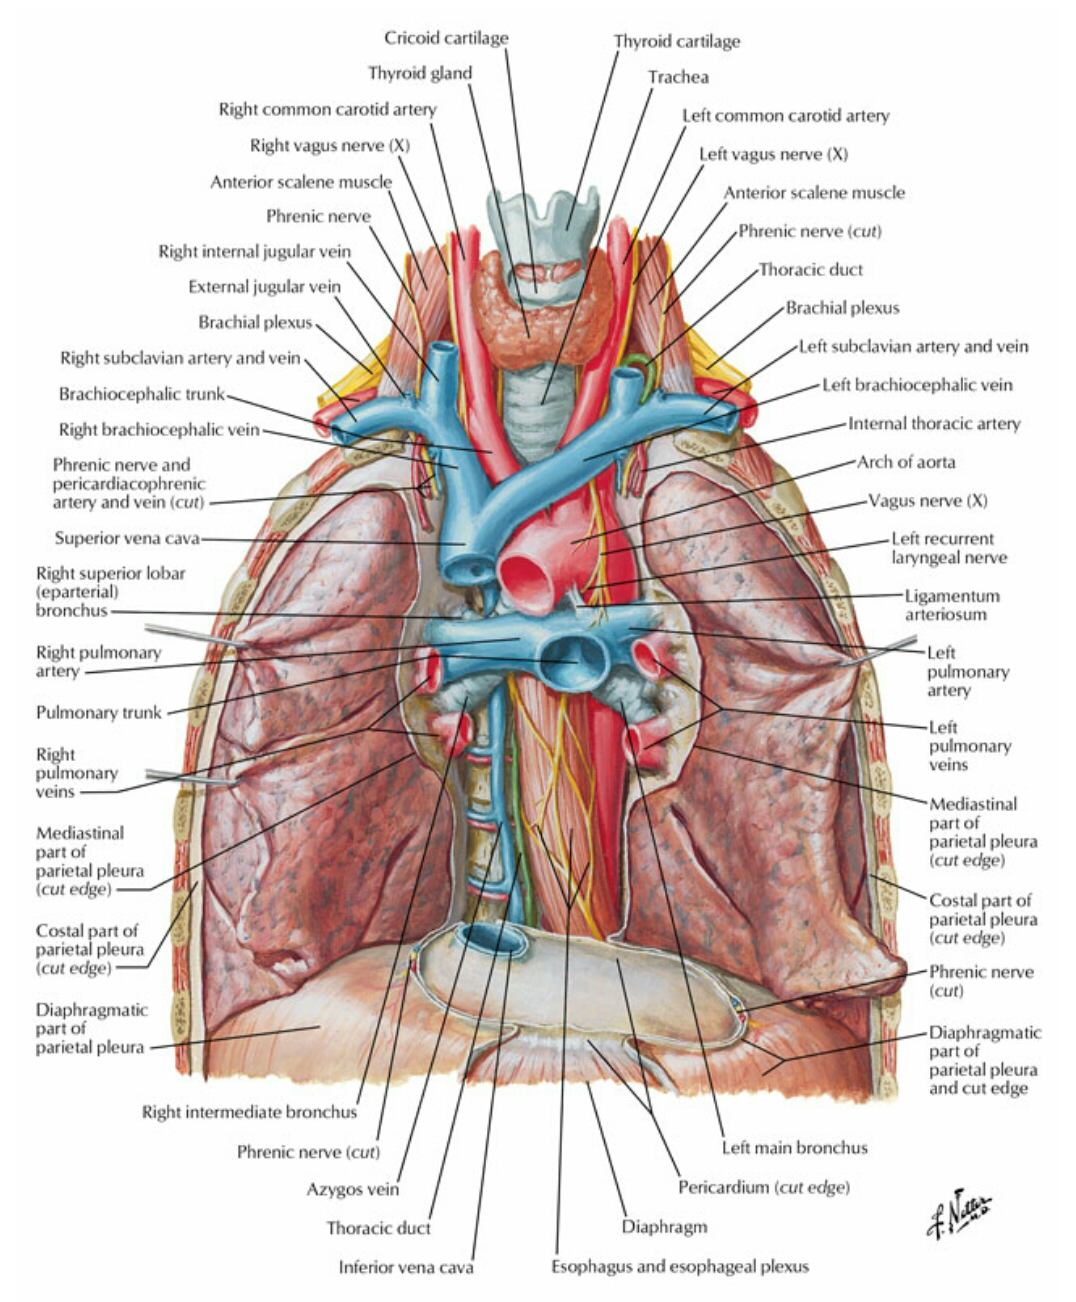 Cricoid cartilage
Thyroid cartilage
Thyroid gland
Trachea
Right common carotid artery
Left common carotid artery
Right vagus nerve (X)
Left vagus nerve (X)
Anterior scalene muscle
Anterior scalene muscle
Phrenic nerve
Phrenic nerve (cut)
Right internal jugular vein
Thoracic duct
External jugular vein
Brachial plexus
Brachial plexus
Left subclavian artery and vein
Right subclavian artery and vein
Left brachiocephalic vein
Brachiocephalic trunk
Internal thoracic artery
Right brachiocephalic vein
Arch of aorta
Phrenic nerve and
pericardiacophrenic
artery and vein (cut)
Vagus nerve (X)
Superior vena cava
Left recurrent
laryngeal nerve
Right superior lobar
(eparterial)
bronchus
Ligamentum
arteriosum
Right pulmonary
artery
Left
pulmonary
artery
Pulmonary trunk
Left
pulmonary
veins
Right
pulmonary
veins
Mediastinal
part of
parietal pleura
(cut edge)
Mediastinal
part of
parietal pleura
(cut edge)
Costal part of
parietal pleura
(cut edge)
Costal part of
parietal pleura
(cut edge)
Phrenic nerve
(cut)
Diaphragmatic
part of
parietal pleura
Diaphragmatic
part of
parietal pleura
and cut edge
Right intermediate bronchus
Left main bronchus
Phrenic nerve (cut)
Azygos vein
Pericardium (cut edge)
Thoracic duct
Diaphragm
Inferior vena cava
Esophagus and esophageal plexus
F. Netter
M.D.